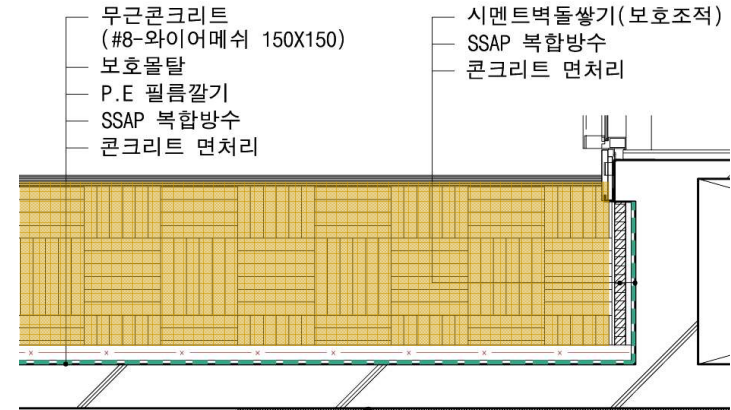 무근콘크리트
(#8-와이어메쉬 150X150)
보호몰탈
P.E 필름깔기
SSAP 복합방수
콘크리트 면처리
시멘트벽돌쌓기(보호조적)
SSAP 복합방수
콘크리트 면처리